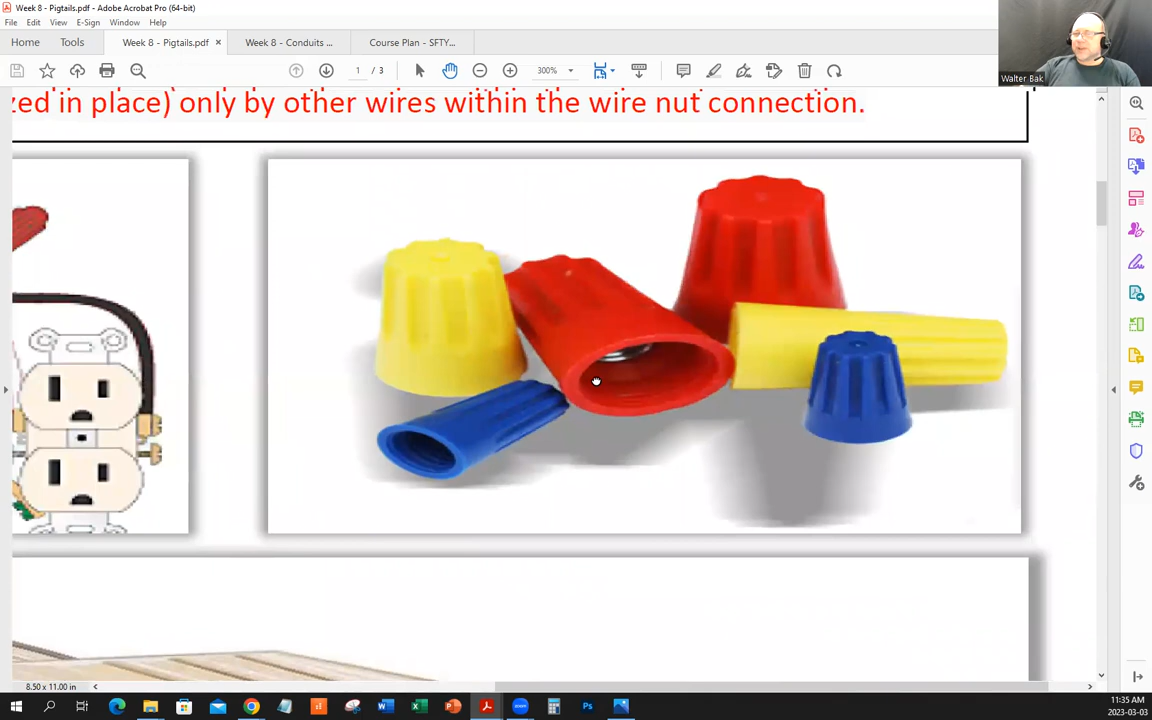 Week 8 - Pigtails.pdf - Adobe Acrobat Pro (64-bit)
File Edit View E-Sign Window Help
Home Tools Week 8 - Pigtails.pdf × Week 8 - Conduits ... Course Plan - SFTY...
1 / 3 300%
Walter Bak
zed in place) only by other wires within the wire nut connection.
8.50 x 11.00 in
11:35 AM
2023-03-03